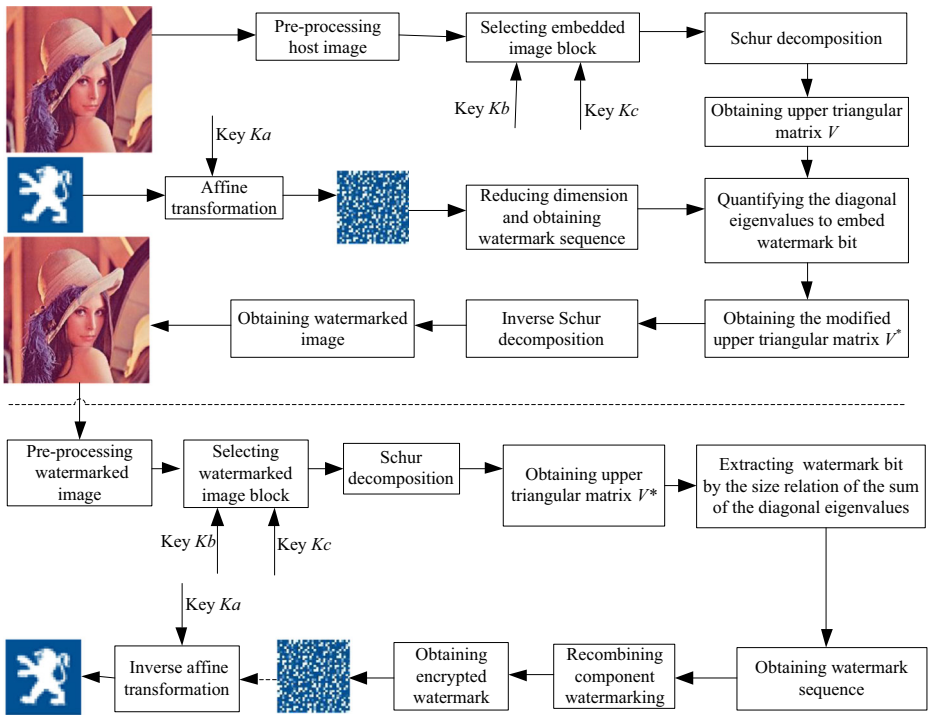 Pre-processing
host image
Selecting embedded
image block
Schur decomposition
Key Kb
Key Kc
Obtaining upper triangular
matrix V
Key Ka
Affine
transformation
Reducing dimension
and obtaining
watermark sequence
Quantifying the diagonal
eigenvalues to embed
watermark bit
Obtaining watermarked
image
Inverse Schur
decomposition
Obtaining the modified
upper triangular matrix V*
Pre-processing
watermarked
image
Selecting
watermarked
image block
Schur
decomposition
Obtaining upper
triangular matrix V*
Extracting watermark bit
by the size relation of the sum
of the diagonal eigenvalues
Key Kb
Key Kc
Key Ka
Inverse affine
transformation
Obtaining
encrypted
watermark
Recombining
component
watermarking
Obtaining watermark
sequence